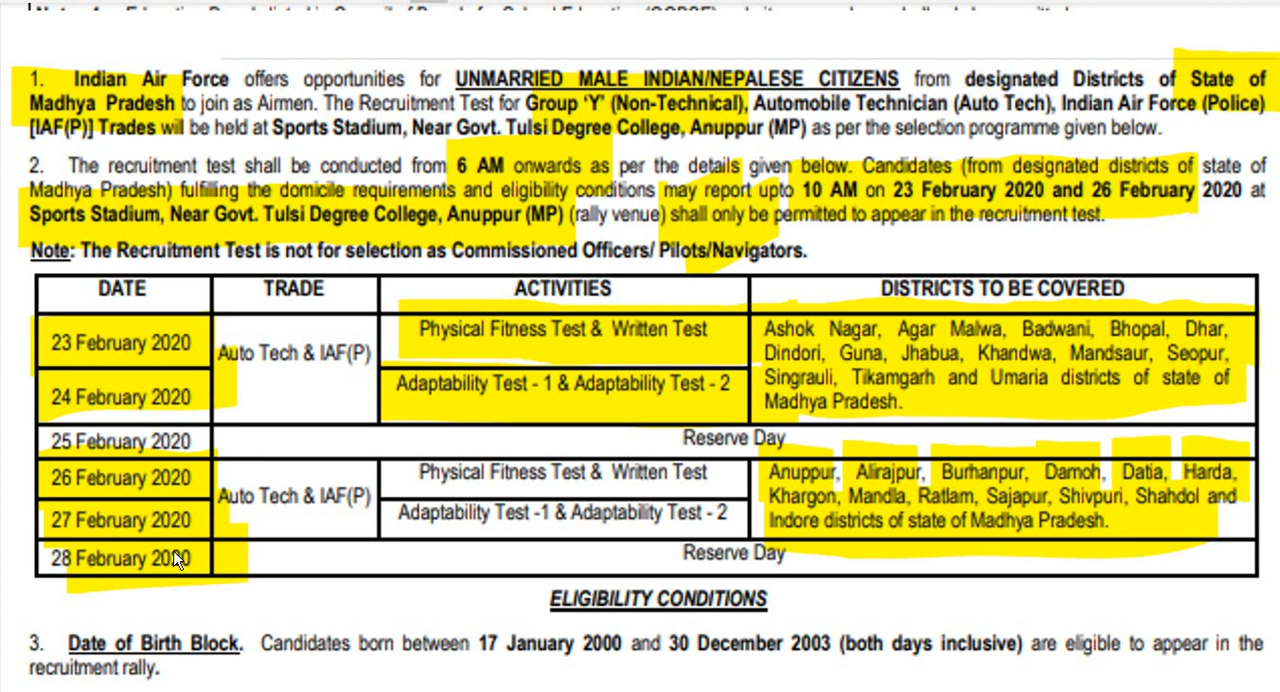 1. Indian Air Force offers opportunities for UNMARRIED MALE INDIAN/NEPALESE CITIZENS from designated Districts of State of
Madhya Pradesh to join as Airmen. The Recruitment Test for Group ‘Y’ (Non-Technical), Automobile Technician (Auto Tech), Indian Air Force (Police)
[IAF(P)] Trades will be held at Sports Stadium, Near Govt. Tulsi Degree College, Anuppur (MP) as per the selection programme given below.
2. The recruitment test shall be conducted from 6 AM onwards as per the details given below. Candidates (from designated districts of state of
Madhya Pradesh) fulfilling the domicile requirements and eligibility conditions may report upto 10 AM on 23 February 2020 and 26 February 2020 at
Sports Stadium, Near Govt. Tulsi Degree College, Anuppur (MP) (rally venue) shall only be permitted to appear in the recruitment test.
Note: The Recruitment Test is not for selection as Commissioned Officers/ Pilots/Navigators.
DATE TRADE ACTIVITIES DISTRICTS TO BE COVERED
23 February 2020
Auto Tech & IAF(P)
Physical Fitness Test & Written Test
Ashok Nagar, Agar Malwa, Badwani, Bhopal, Dhar,
Dindori, Guna, Jhabua, Khandwa, Mandsaur, Seopur,
Singrauli, Tikamgarh and Umaria districts of state of
Madhya Pradesh.
24 February 2020
Adaptability Test - 1 & Adaptability Test - 2
25 February 2020 Reserve Day
26 February 2020
Auto Tech & IAF(P)
Physical Fitness Test & Written Test
Anuppur, Alirajpur, Burhanpur, Damoh, Datia, Harda,
Khargon, Mandla, Ratlam, Sajapur, Shivpuri, Shahdol and
Indore districts of state of Madhya Pradesh.
27 February 2020
Adaptability Test -1 & Adaptability Test - 2
28 February 2020 Reserve Day
ELIGIBILITY CONDITIONS
3. Date of Birth Block. Candidates born between 17 January 2000 and 30 December 2003 (both days inclusive) are eligible to appear in the
recruitment rally.